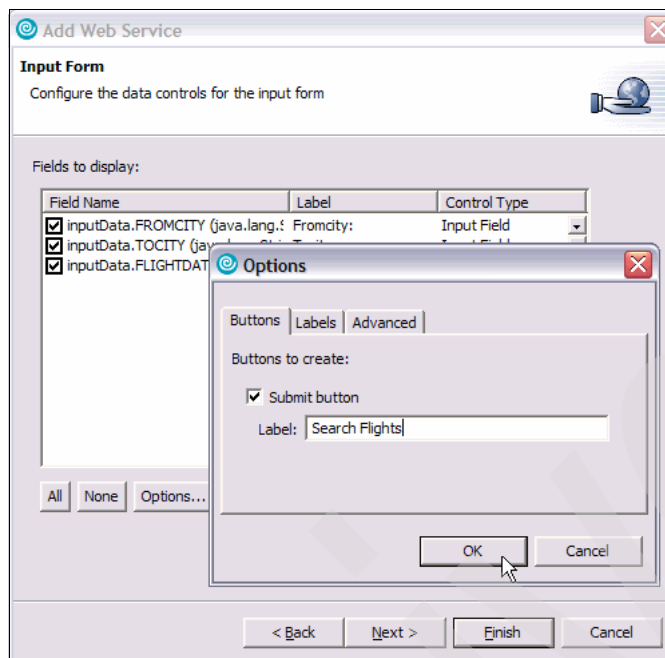 Add Web Service
Input Form
Configure the data controls for the input form
Fields to display:
Field Name Label Control Type
inputData.FROMCITY (java.lang.S Fromcity: Input Field
inputData.TOCITY
inputData.FLIGHTDAT
Options
Buttons Labels Advanced
Buttons to create:
Submit button
Label: Search Flights
All None Options...
OK Cancel
< Back Next > Finish Cancel